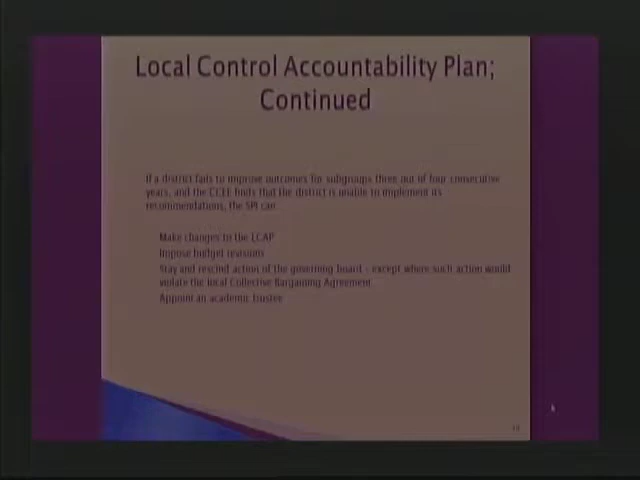 Local Control Accountability Plan;
Continued
If a district fails to improve outcomes for subgroups three out of four consecutive
years, and the CCEE finds that the district is unable to implement its
recommendations, the SPI can
Make changes to the LCAP
Impose budget revisions
Stay and rescind action of the governing board – except where such action would
violate the local Collective Bargaining Agreement
Appoint an academic trustee